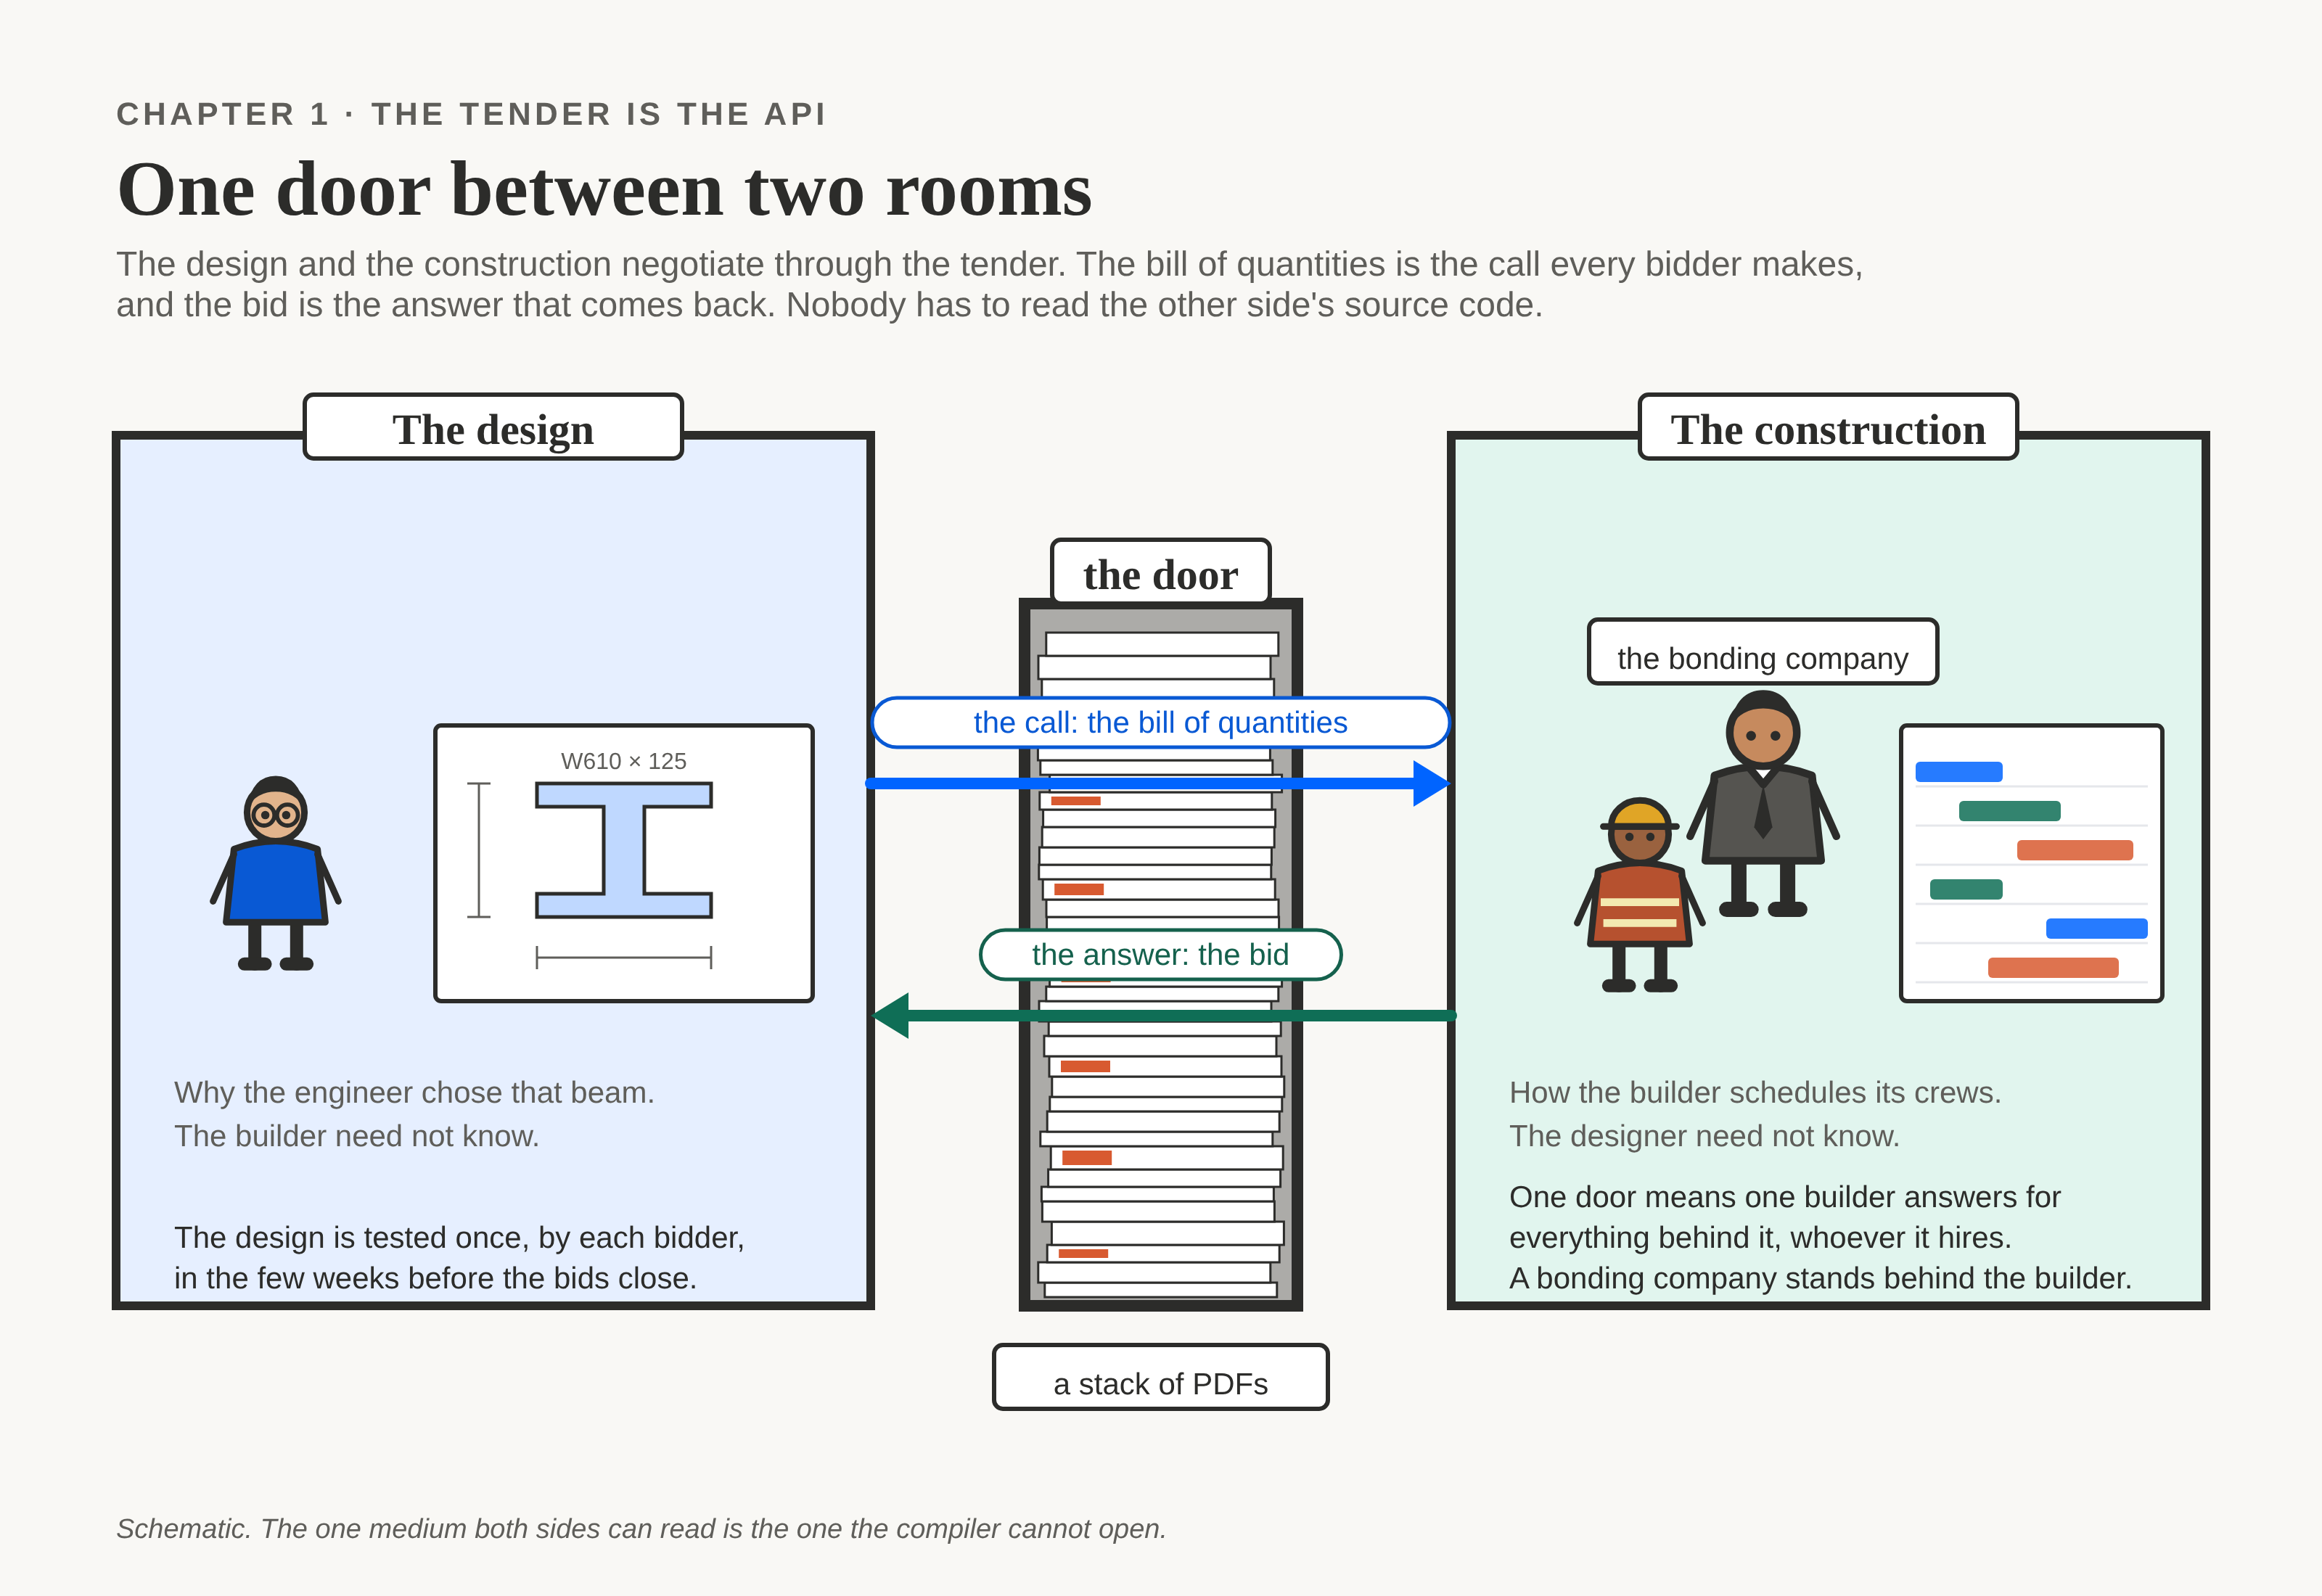 CHAPTER 1 · THE TENDER IS THE API
One door between two rooms
The design and the construction negotiate through the tender. The bill of quantities is the call every bidder makes,
and the bid is the answer that comes back. Nobody has to read the other side's source code.
The design
The construction
the door
the bonding company
the call: the bill of quantities
W610 × 125
the answer: the bid
Why the engineer chose that beam.
The builder need not know.
The design is tested once, by each bidder,
in the few weeks before the bids close.
How the builder schedules its crews.
The designer need not know.
One door means one builder answers for
everything behind it, whoever it hires.
A bonding company stands behind the builder.
a stack of PDFs
Schematic. The one medium both sides can read is the one the compiler cannot open.